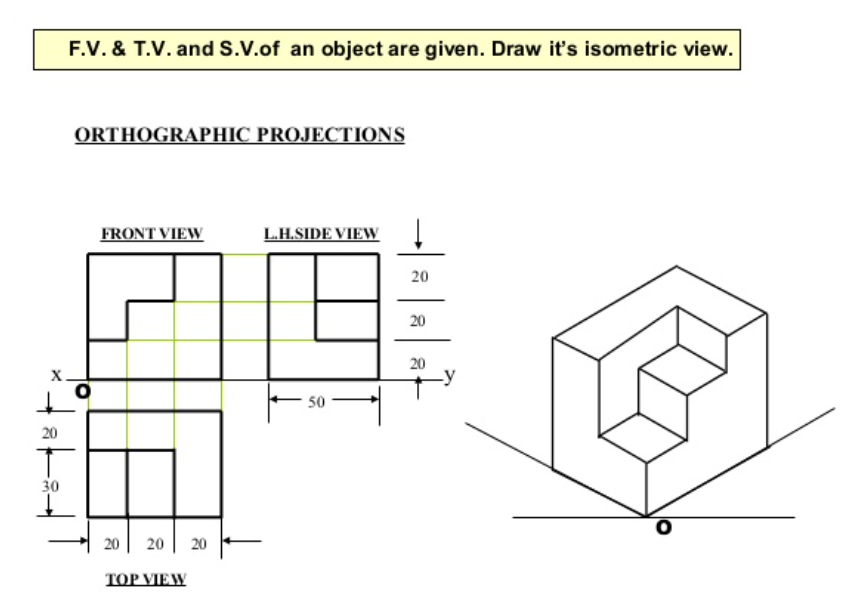 F.V. & T.V. and S.V.of an object are given. Draw it's isometric view.
ORTHOGRAPHIC PROJECTIONS
FRONT VIEW
L.H.SIDE VIEW
20
20
20
X
y
O
50
20
30
20
20
20
TOP VIEW
O